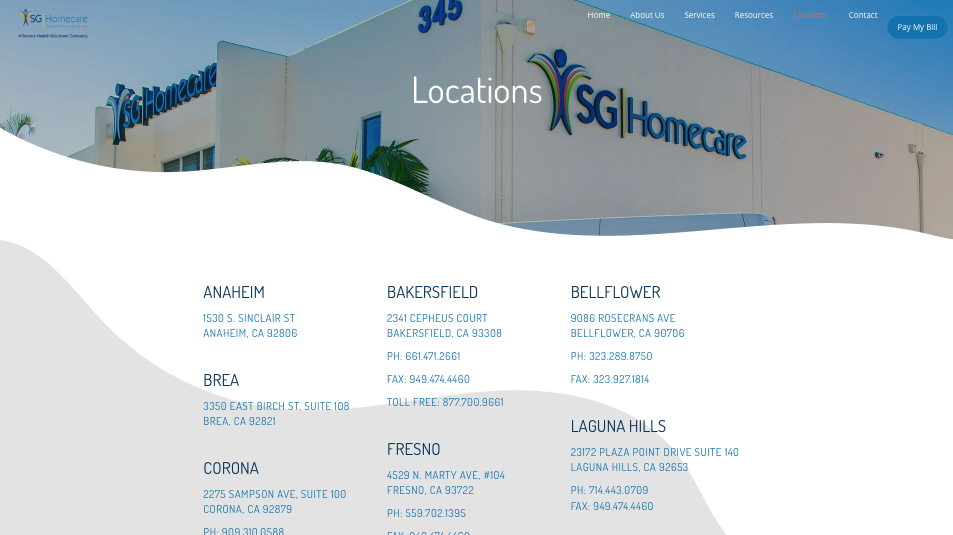 SG Homecare
Home
About Us
Services
Resources
Locations
Contact
Pay My Bill
345
SG Homecare
SG Homecare
Locations
ANAHEIM
1530 S. SINCLAIR ST
ANAHEIM, CA 92806
BREA
3350 EAST BIRCH ST, SUITE 108
BREA, CA 92821
CORONA
2275 SAMPSON AVE, SUITE 100
CORONA, CA 92879
PH: 909.310.0588
BAKERSFIELD
2341 CEPHEUS COURT
BAKERSFIELD, CA 93308
PH: 661.471.2661
FAX: 949.474.4460
TOLL FREE: 877.700.9661
FRESNO
4529 N. MARTY AVE, #104
FRESNO, CA 93722
PH: 559.702.1395
FAX: 949.474.4460
BELLFLOWER
9086 ROSECRANS AVE
BELLFLOWER, CA 90706
PH: 323.289.8750
FAX: 323.927.1814
LAGUNA HILLS
23172 PLAZA POINT DRIVE SUITE 140
LAGUNA HILLS, CA 92653
PH: 714.443.0709
FAX: 949.474.4460